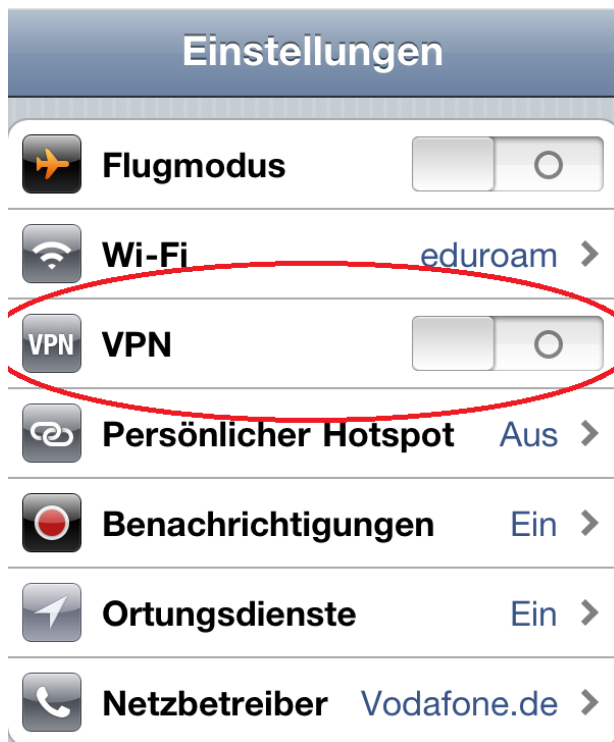 Einstellungen
Flugmodus
Wi-Fi eduroam
VPN VPN
Persönlicher Hotspot Aus
Benachrichtigungen Ein
Ortungsdienste Ein
Netzbetreiber Vodafone.de